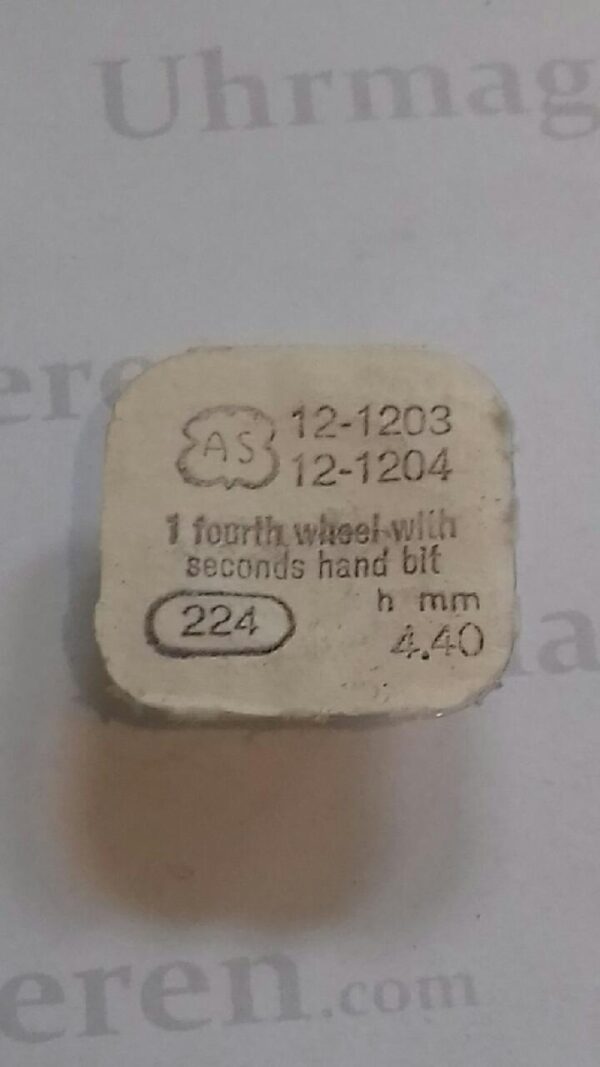 Uhrmag
ere
AS 12-1203
12-1204
1 fourth wheel with
seconds hand bit
224 h mm
4.40
a
eren.com